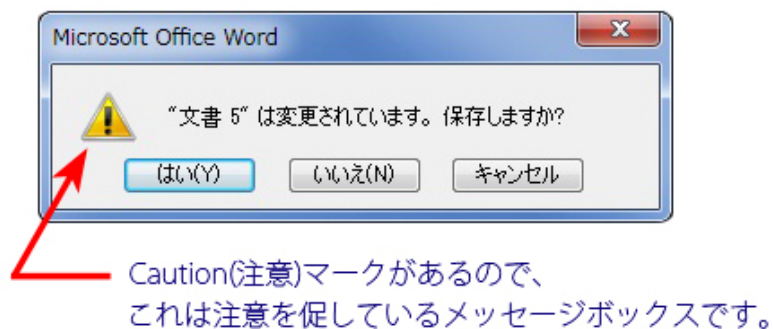 Microsoft Office Word
"文書 5" は変更されています。保存しますか?
はい(Y) いいえ(N) キャンセル
Caution(注意)マークがあるので、
これは注意を促しているメッセージボックスです。